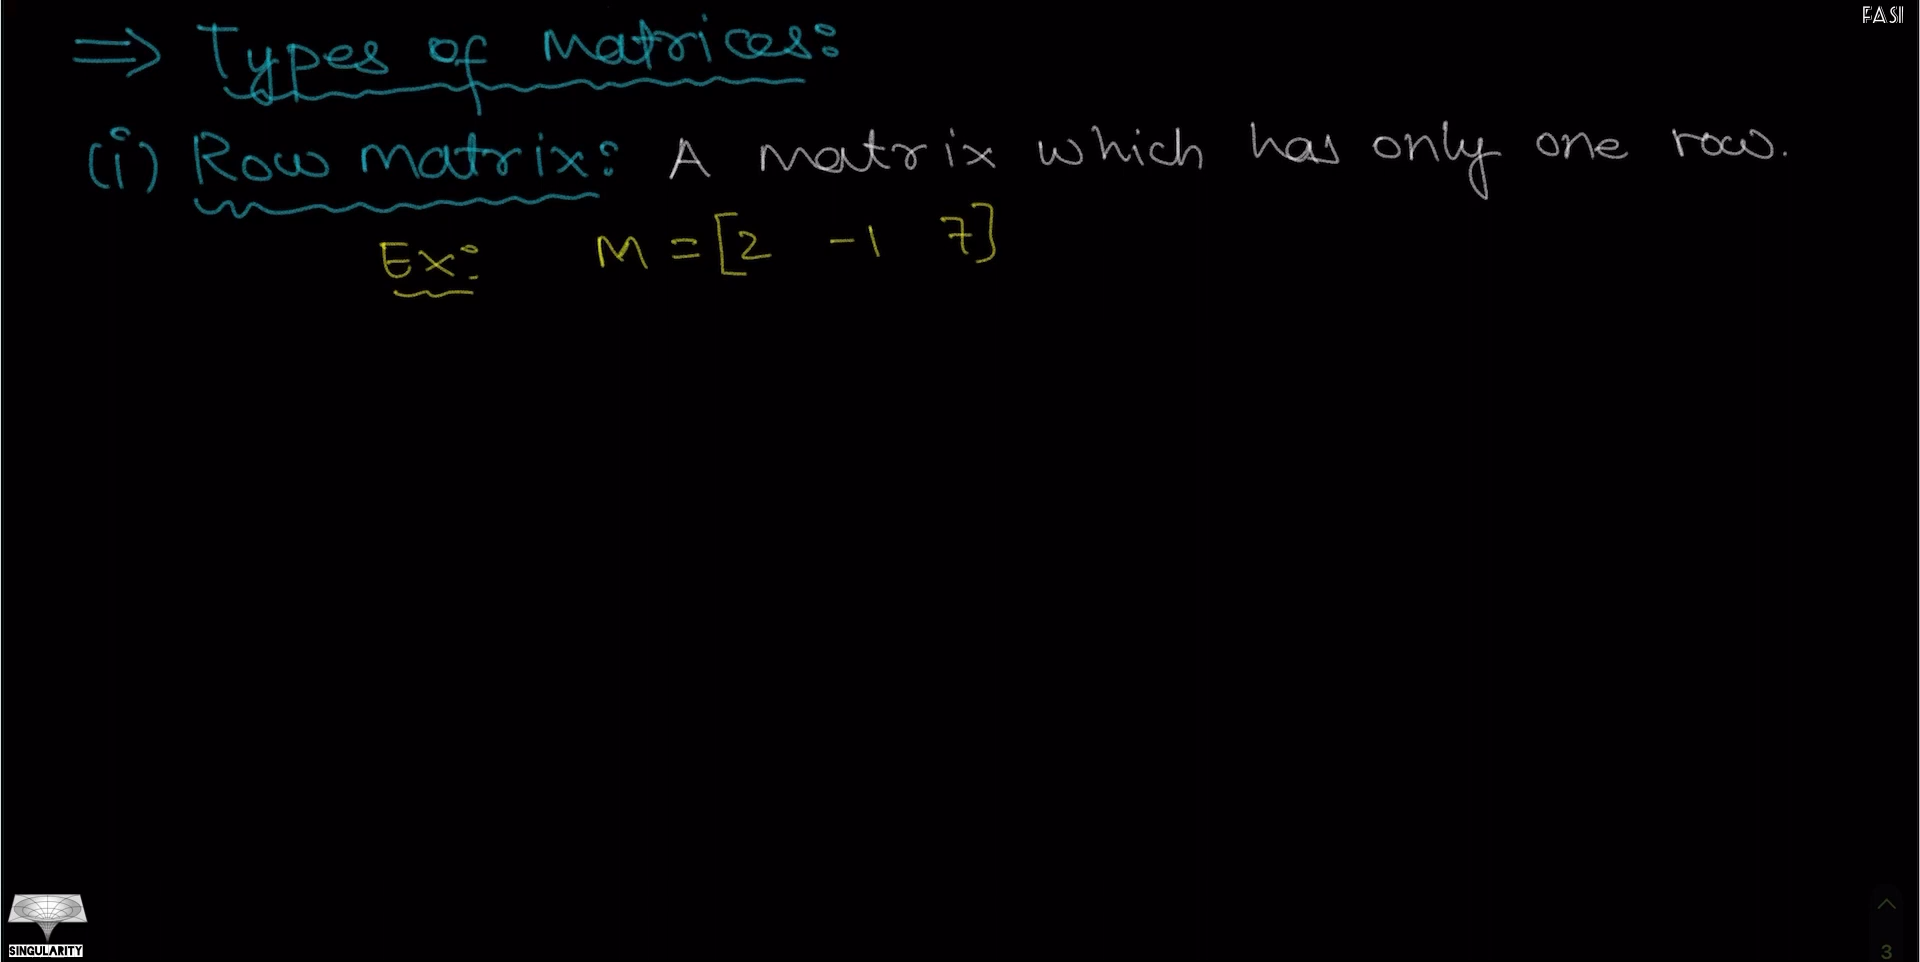 FASI
⇒ Types of Matrices:
(i) Row matrix: A matrix which has only one row.
Ex: M = [2 -1 7]
SINGULARITY
3